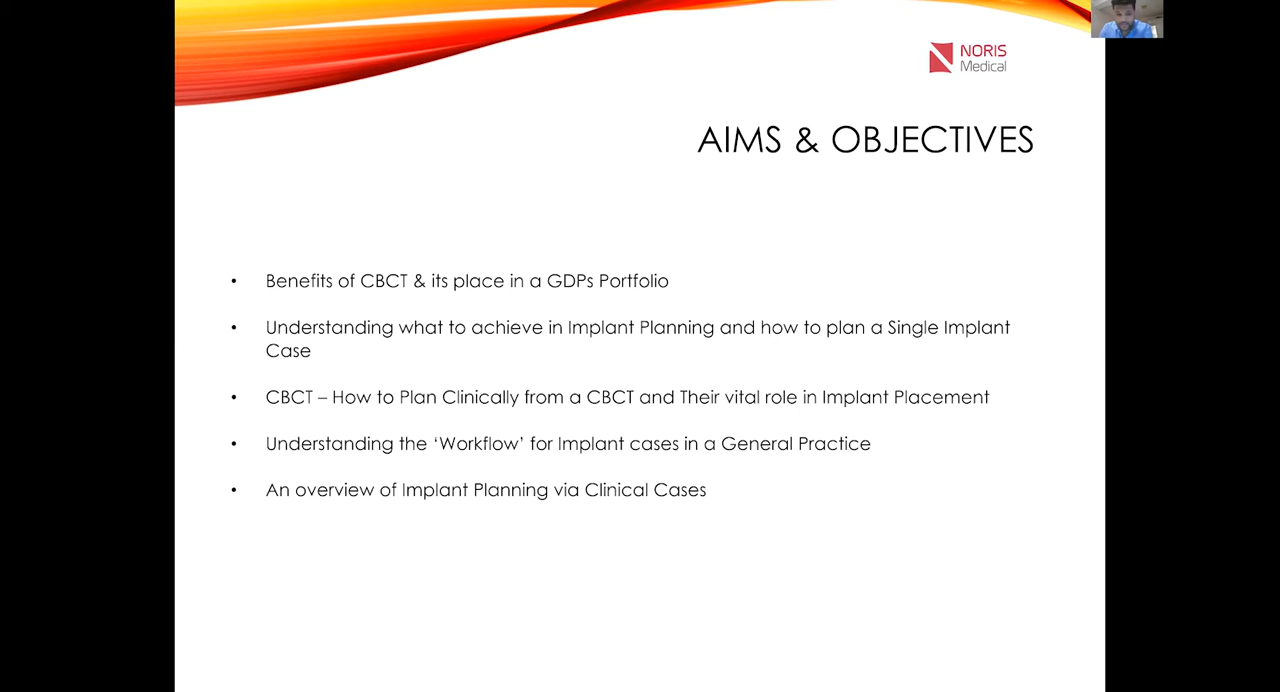 NORIS
Medical
AIMS & OBJECTIVES
• Benefits of CBCT & its place in a GDPs Portfolio
• Understanding what to achieve in Implant Planning and how to plan a Single Implant
Case
• CBCT – How to Plan Clinically from a CBCT and Their vital role in Implant Placement
• Understanding the ‘Workflow’ for Implant cases in a General Practice
• An overview of Implant Planning via Clinical Cases